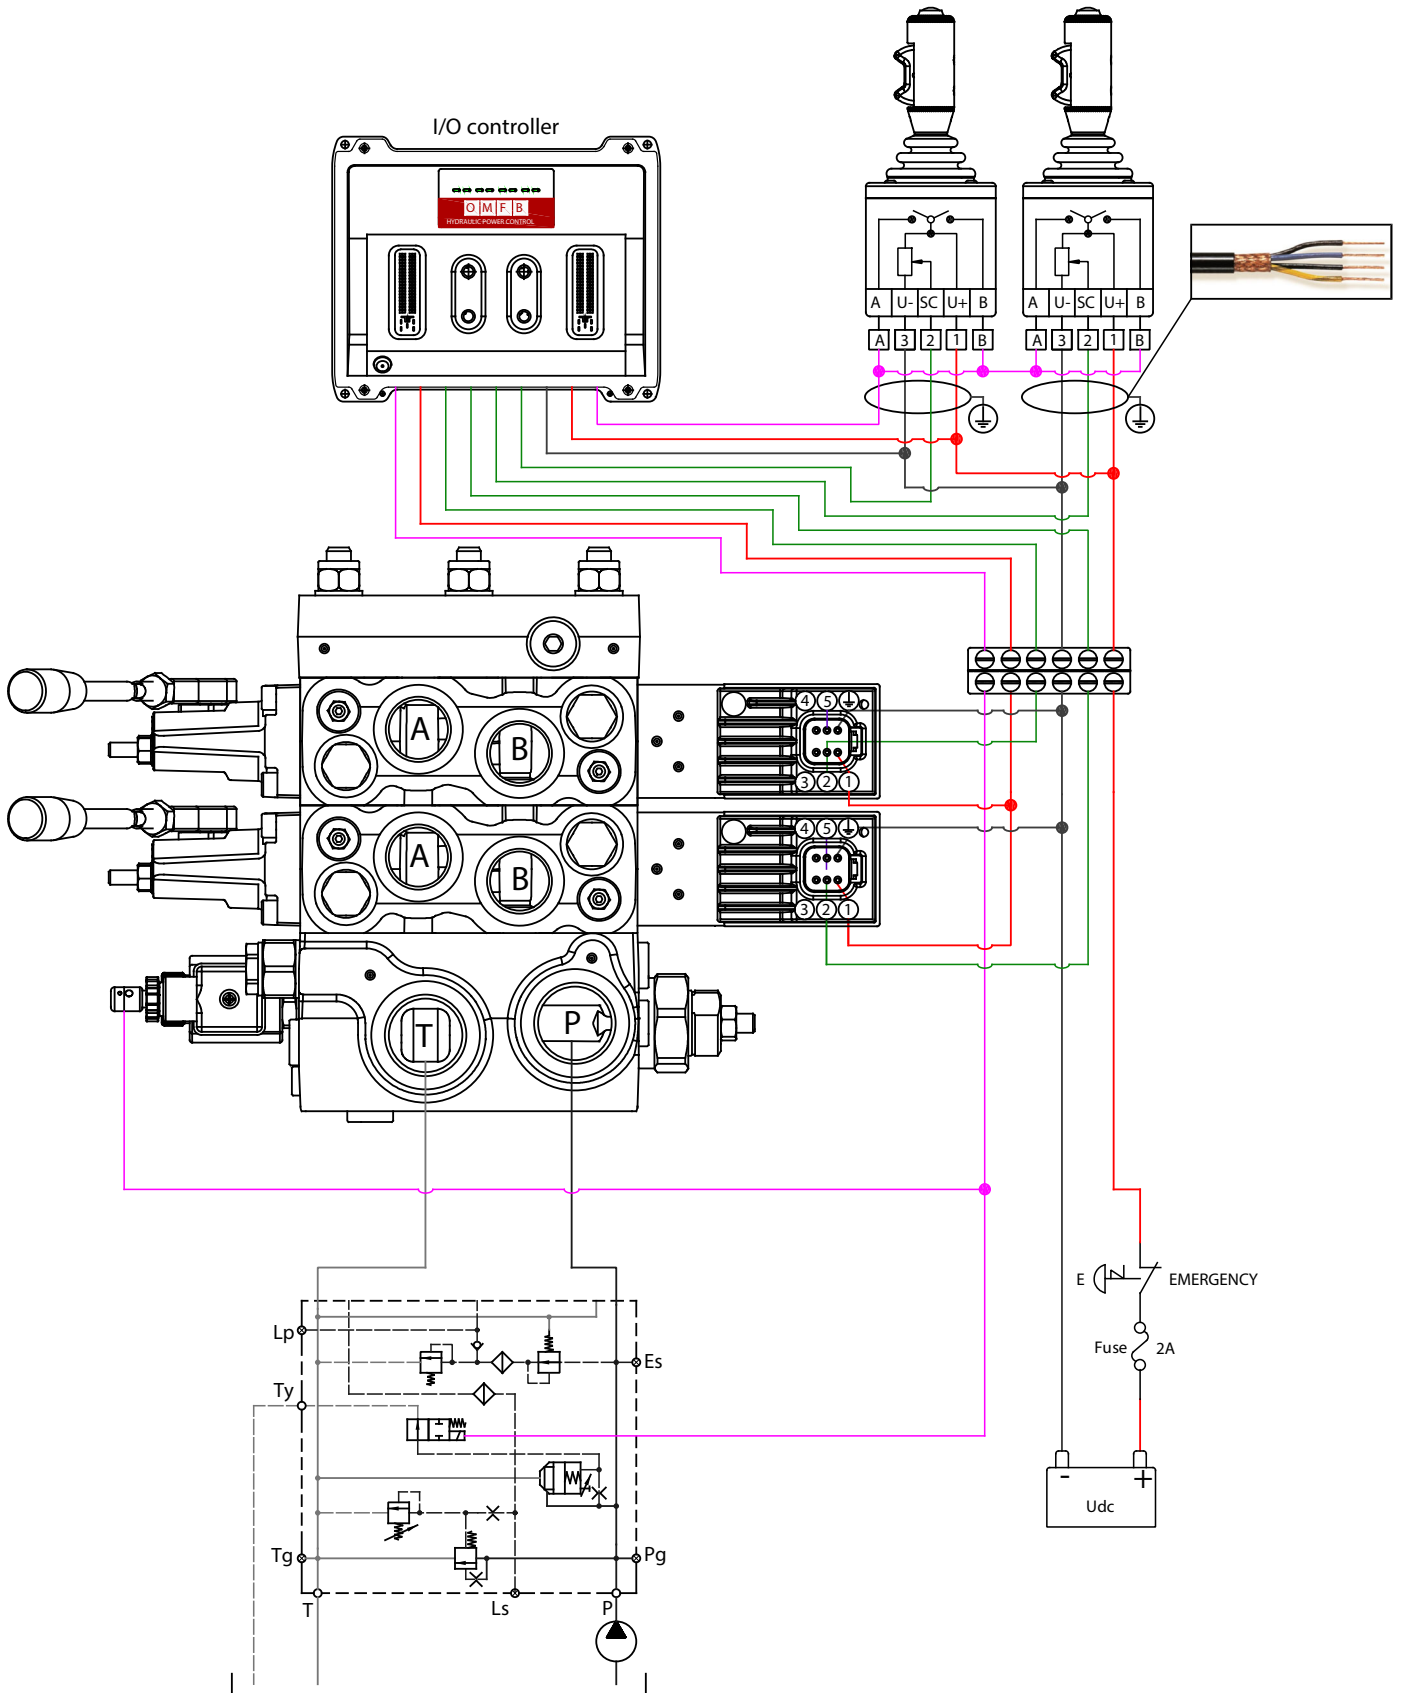 I/O controller
O M F B
HYDRAULIC POWER CONTROL
A U- SC U+ B
A 3 2 1 B
A U- SC U+ B
A 3 2 1 B
A
B
4 5
3 2 1
A
B
4 5
3 2 1
T
P
E EMERGENCY
Fuse 2A
- +
Udc
Lp
Es
Ty
Tg
Pg
T
Ls
P